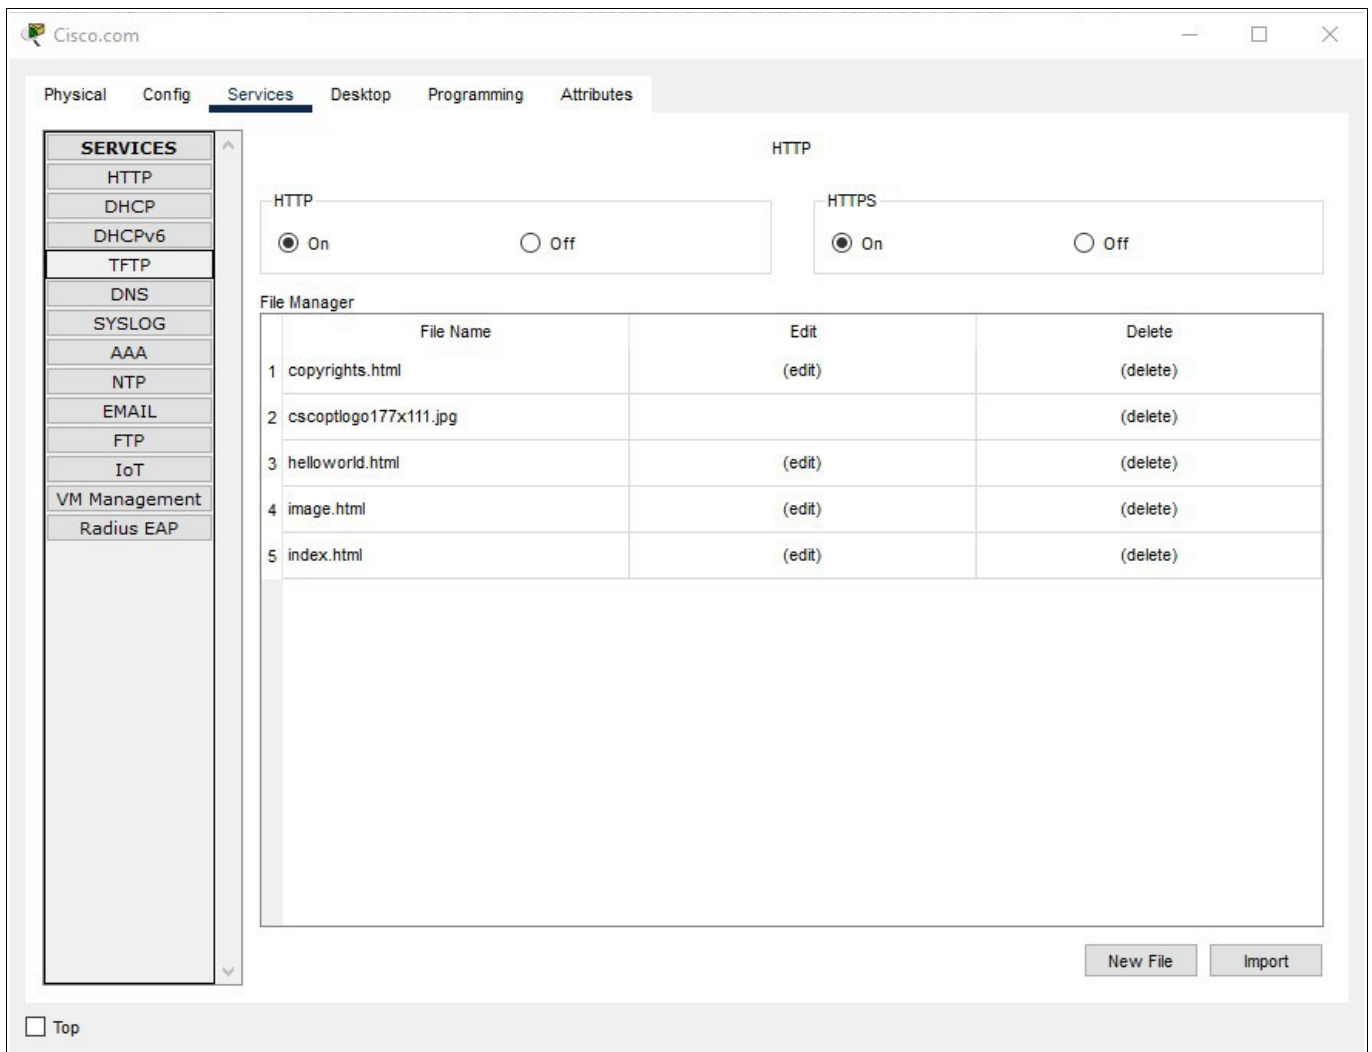 Cisco.com
Physical Config Services Desktop Programming Attributes
SERVICES
HTTP
DHCP
DHCPv6
TFTP
DNS
SYSLOG
AAA
NTP
EMAIL
FTP
IoT
VM Management
Radius EAP
HTTP
HTTP
On Off
HTTPS
On Off
File Manager
File Name Edit Delete
1 copyrights.html (edit) (delete)
2 cscoptlogo177x111.jpg (delete)
3 helloworld.html (edit) (delete)
4 image.html (edit) (delete)
5 index.html (edit) (delete)
New File Import
Top